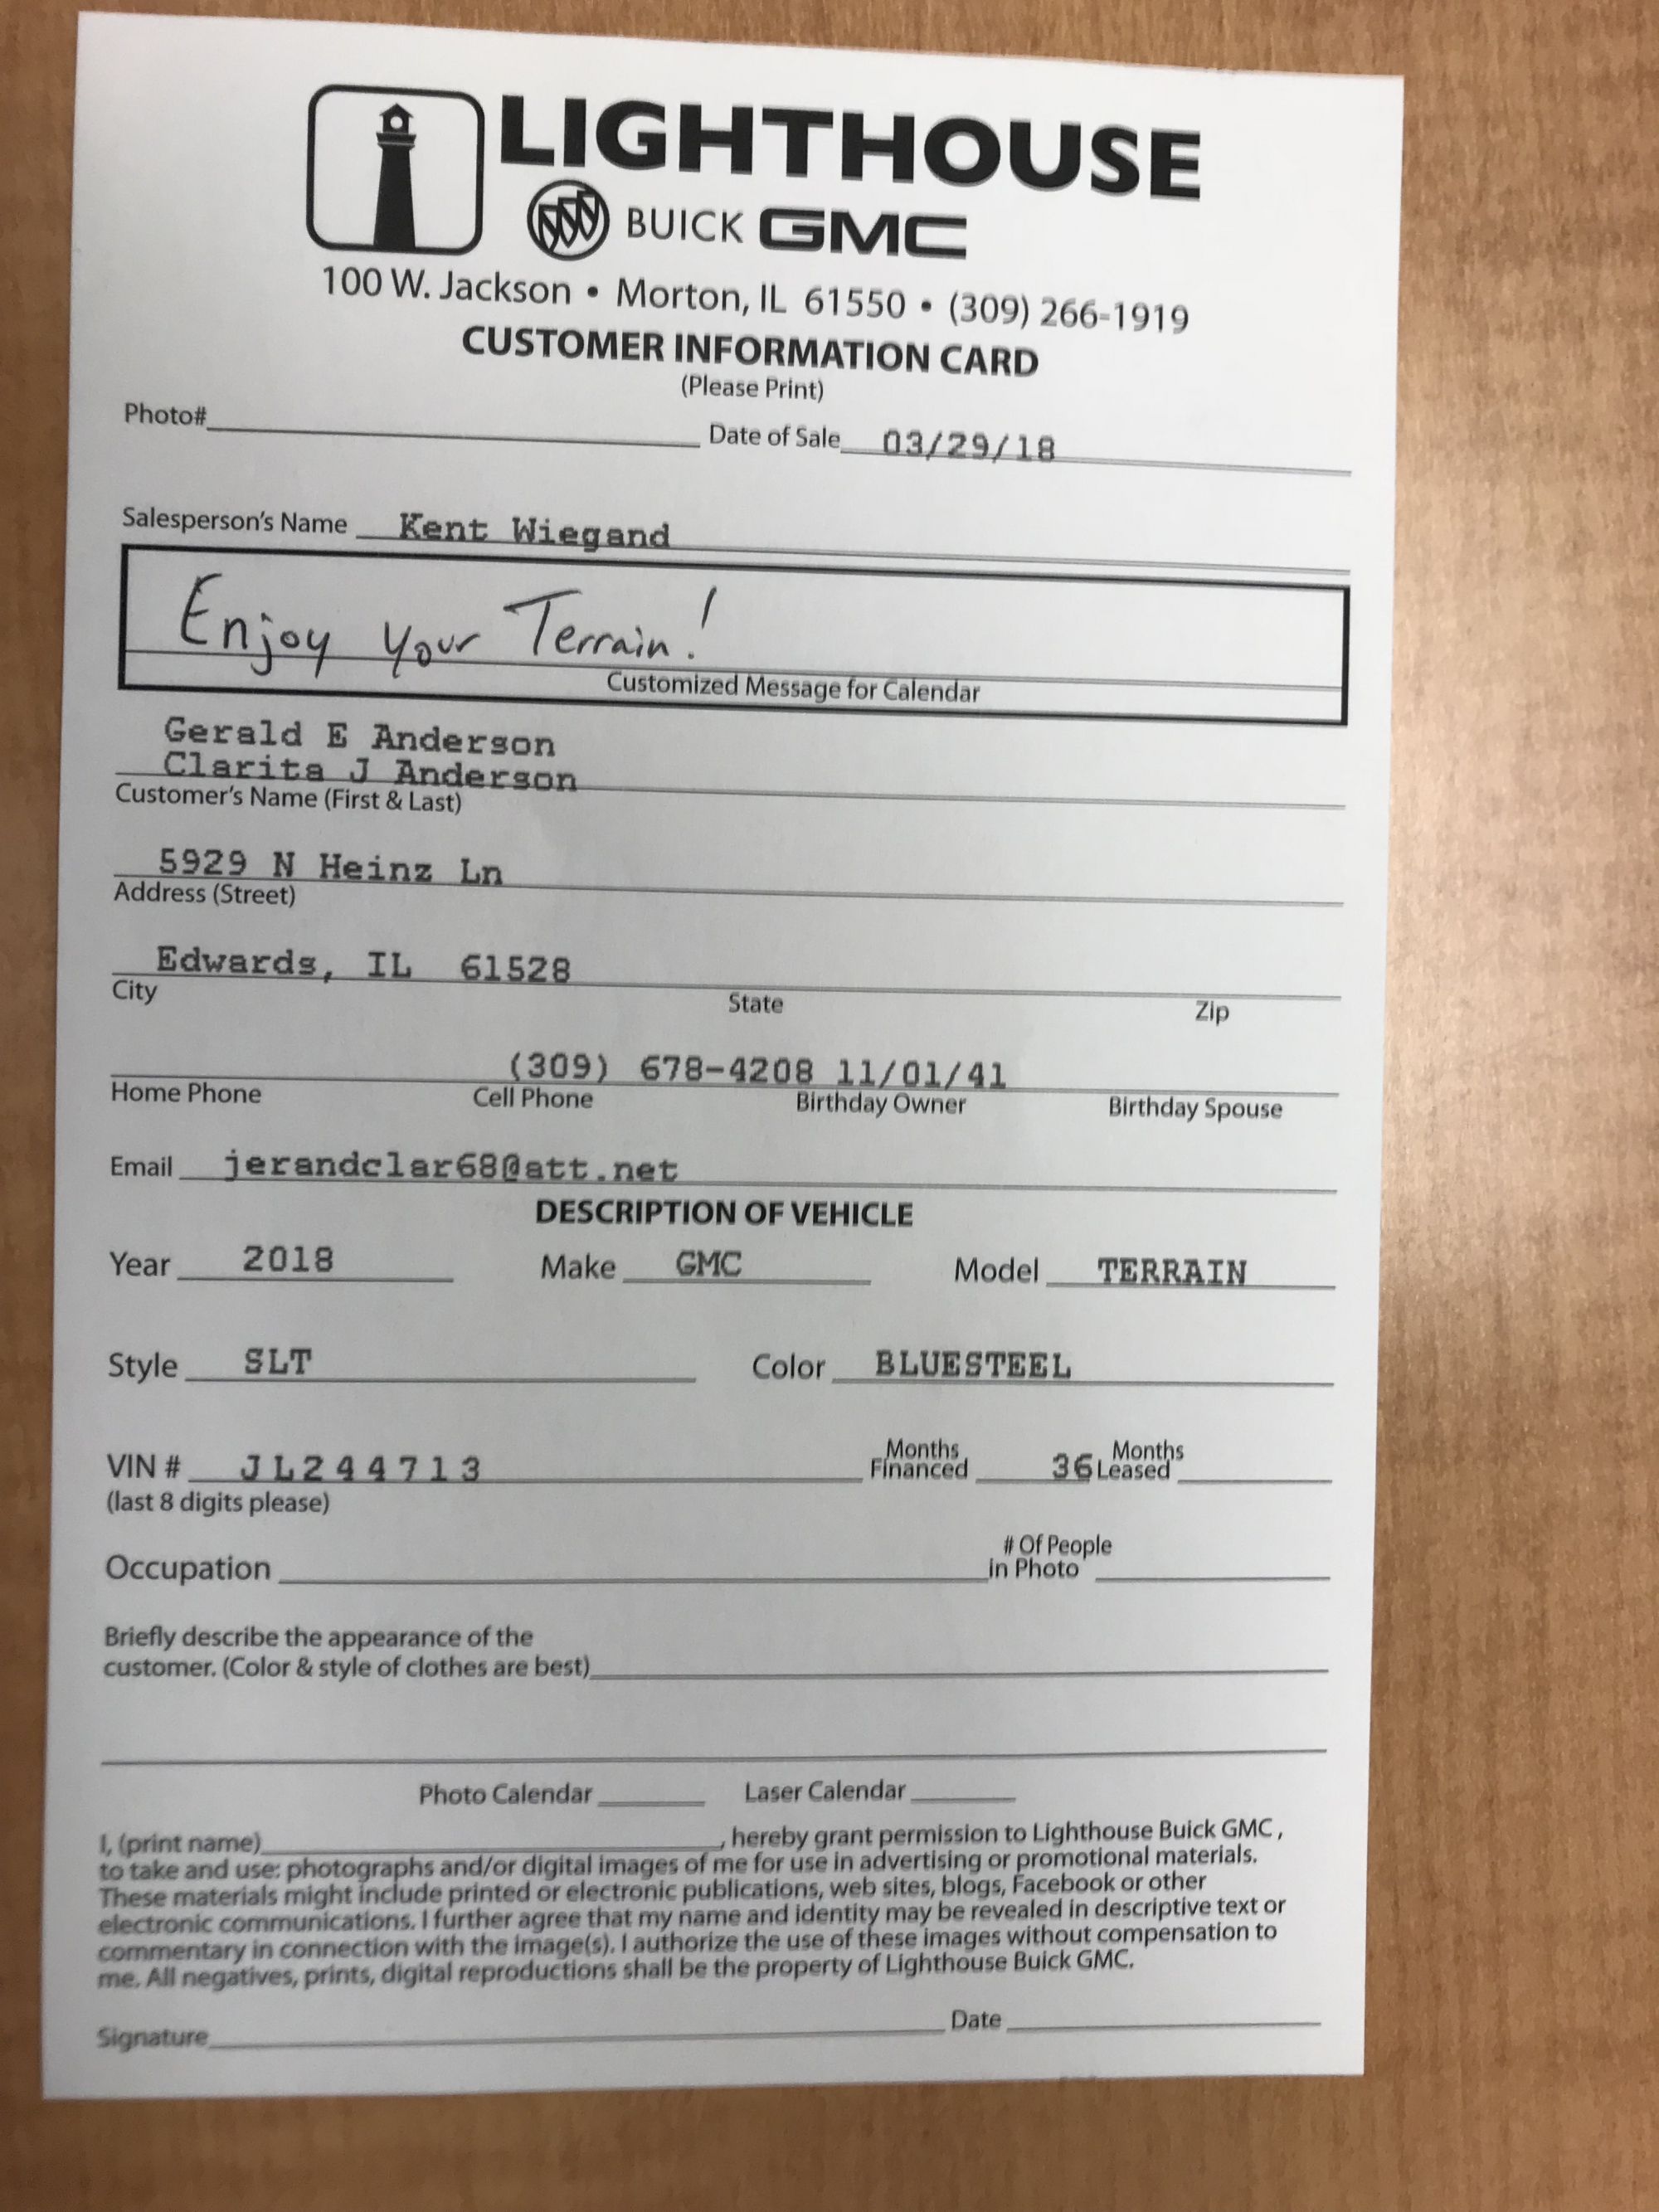 LIGHTHOUSE
BUICK GMC
100 W. Jackson • Morton, IL 61550 • (309) 266-1919
CUSTOMER INFORMATION CARD
(Please Print)
Photo# Date of Sale 03/29/18
Salesperson's Name Kent Wiegand
Enjoy your Terrain!
Customized Message for Calendar
Gerald E Anderson
Clarita J Anderson
Customer's Name (First & Last)
5929 N Heinz Ln
Address (Street)
Edwards, IL 61528
City State Zip
(309) 678-4208 11/01/41
Home Phone Cell Phone Birthday Owner Birthday Spouse
Email jerandclar68@att.net
DESCRIPTION OF VEHICLE
Year 2018 Make GMC Model TERRAIN
Style SLT Color BLUESTEEL
VIN # JL244713 Months Financed 36 Months Leased
(last 8 digits please)
Occupation # Of People in Photo
Briefly describe the appearance of the
customer. (Color & style of clothes are best)
Photo Calendar Laser Calendar
I, (print name) , hereby grant permission to Lighthouse Buick GMC ,
to take and use: photographs and/or digital images of me for use in advertising or promotional materials.
These materials might include printed or electronic publications, web sites, blogs, Facebook or other
electronic communications. I further agree that my name and identity may be revealed in descriptive text or
commentary in connection with the image(s). I authorize the use of these images without compensation to
me. All negatives, prints, digital reproductions shall be the property of Lighthouse Buick GMC.
Signature Date